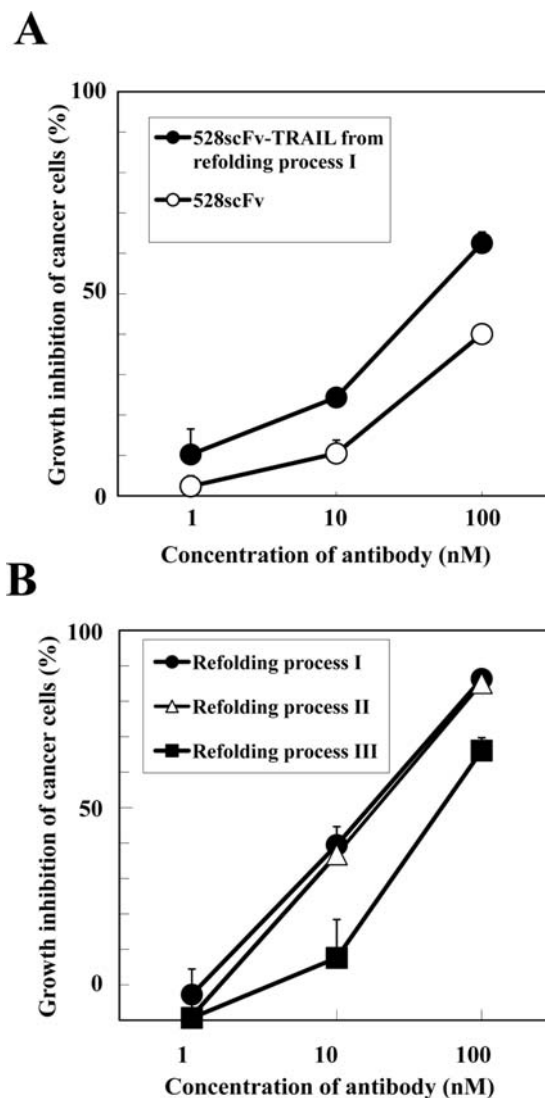 A
Growth inhibition of cancer cells (%)
100
50
0
528scFv-TRAIL from
refolding process I
528scFv
1 10 100
Concentration of antibody (nM)
B
Growth inhibition of cancer cells (%)
100
50
0
Refolding process I
Refolding process II
Refolding process III
1 10 100
Concentration of antibody (nM)